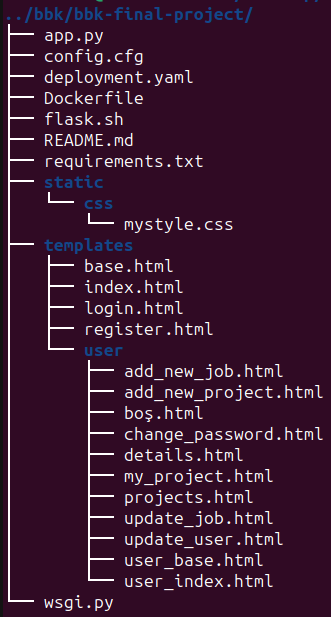 ../bbk/bbk-final-project/
├── app.py
├── config.cfg
├── deployment.yaml
├── Dockerfile
├── flask.sh
├── README.md
├── requirements.txt
├── static
│   └── css
│       └── mystyle.css
├── templates
│   ├── base.html
│   ├── index.html
│   ├── login.html
│   ├── register.html
│   └── user
│       ├── add_new_job.html
│       ├── add_new_project.html
│       ├── boş.html
│       ├── change_password.html
│       ├── details.html
│       ├── my_project.html
│       ├── projects.html
│       ├── update_job.html
│       ├── update_user.html
│       ├── user_base.html
│       └── user_index.html
└── wsgi.py